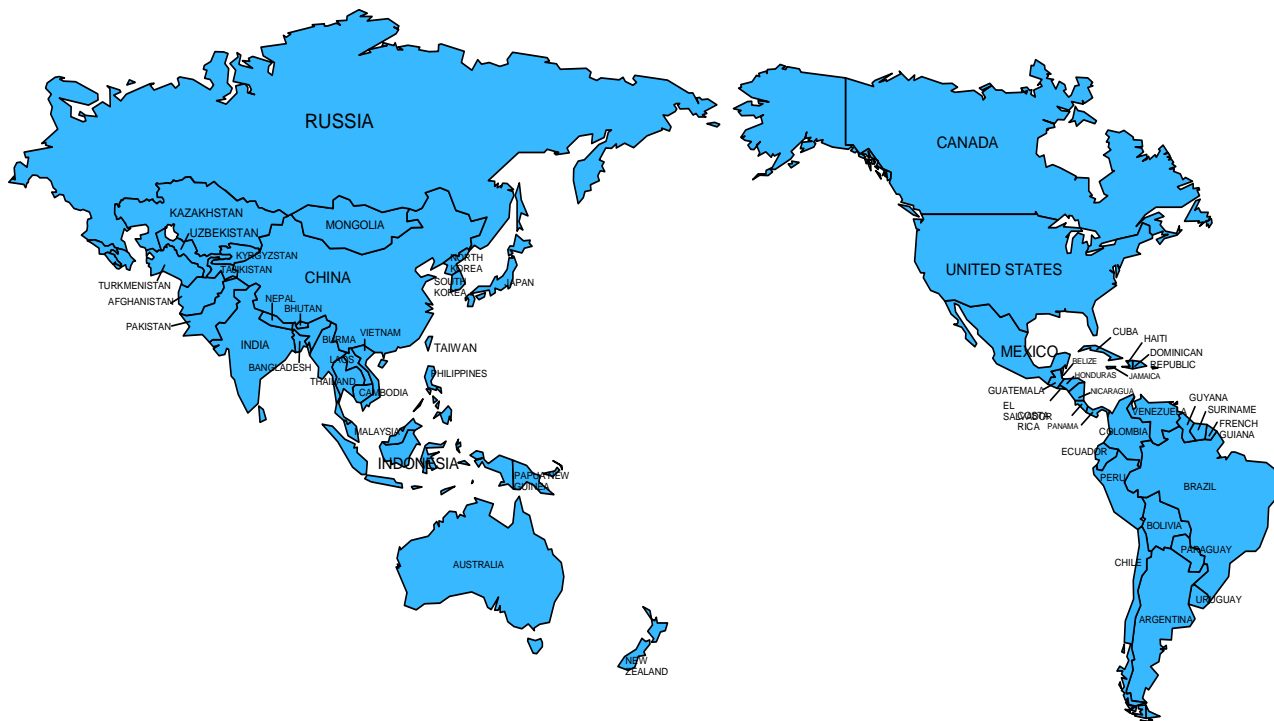 RUSSIA
CANADA
KAZAKHSTAN
MONGOLIA
UZBEKISTAN
KYRGYZSTAN
TAJIKISTAN
CHINA
NORTH
KOREA
SOUTH
KOREA
JAPAN
UNITED STATES
TURKMENISTAN
AFGHANISTAN
PAKISTAN
NEPAL
BHUTAN
INDIA
BANGLADESH
BURMA
VIETNAM
LAOS
TAIWAN
THAILAND
CAMBODIA
PHILIPPINES
MALAYSIA
INDONESIA
PAPUA NEW
GUINEA
AUSTRALIA
NEW
ZEALAND
MEXICO
CUBA
HAITI
DOMINICAN
REPUBLIC
BELIZE
HONDURAS
JAMAICA
GUATEMALA
NICARAGUA
EL
SALVADOR
COSTA
RICA
PANAMA
GUYANA
SURINAME
FRENCH
GUIANA
VENEZUELA
COLOMBIA
ECUADOR
PERU
BRAZIL
BOLIVIA
PARAGUAY
CHILE
URUGUAY
ARGENTINA